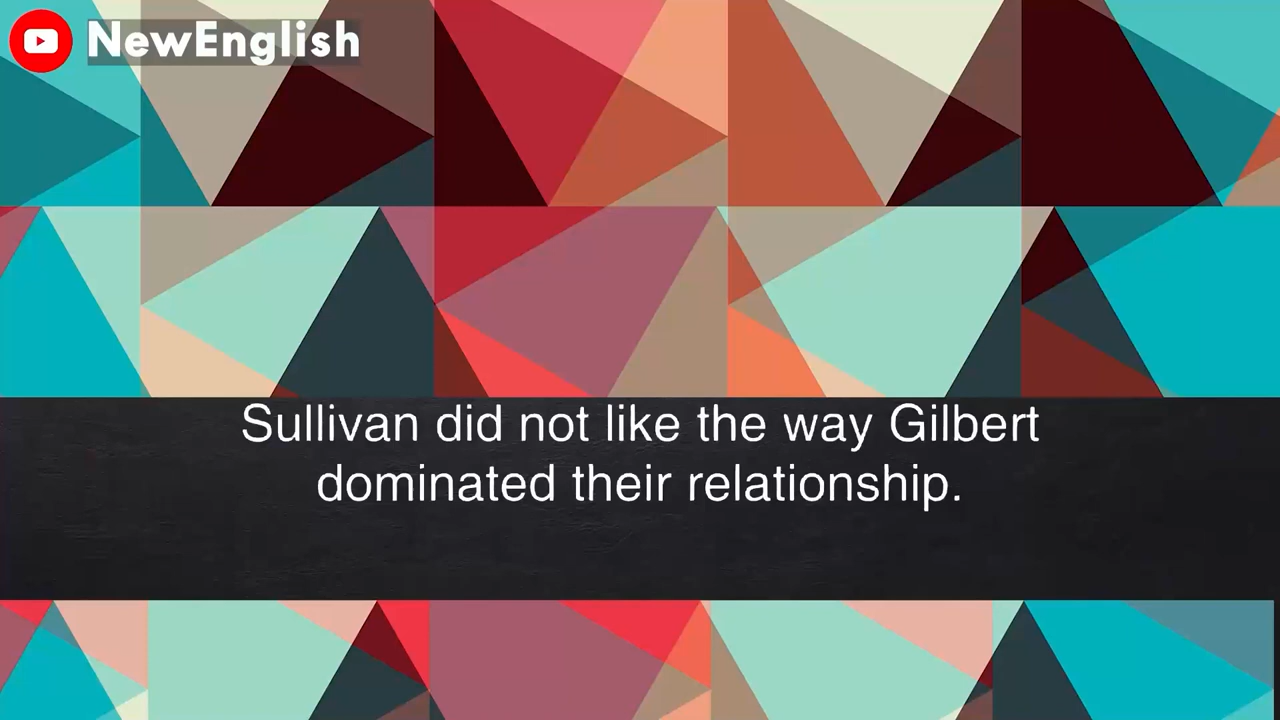 NewEnglish
Sullivan did not like the way Gilbert
dominated their relationship.